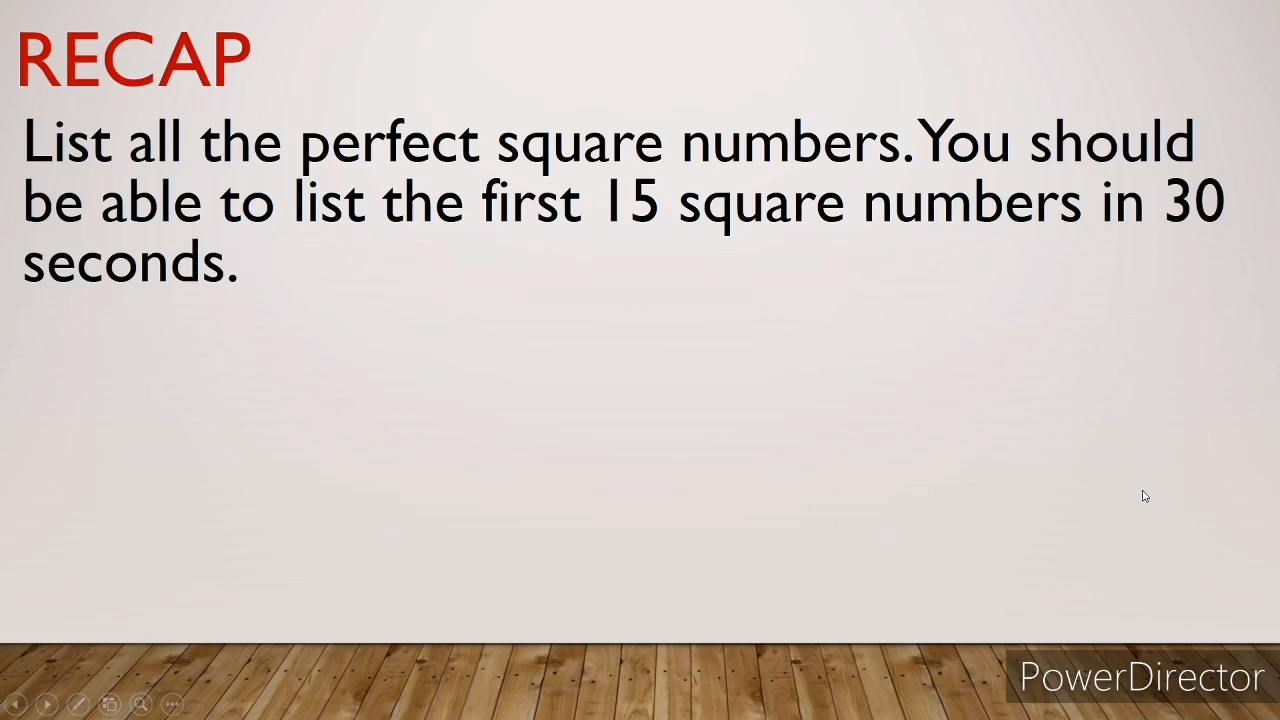 RECAP
List all the perfect square numbers. You should
be able to list the first 15 square numbers in 30
seconds.
PowerDirector